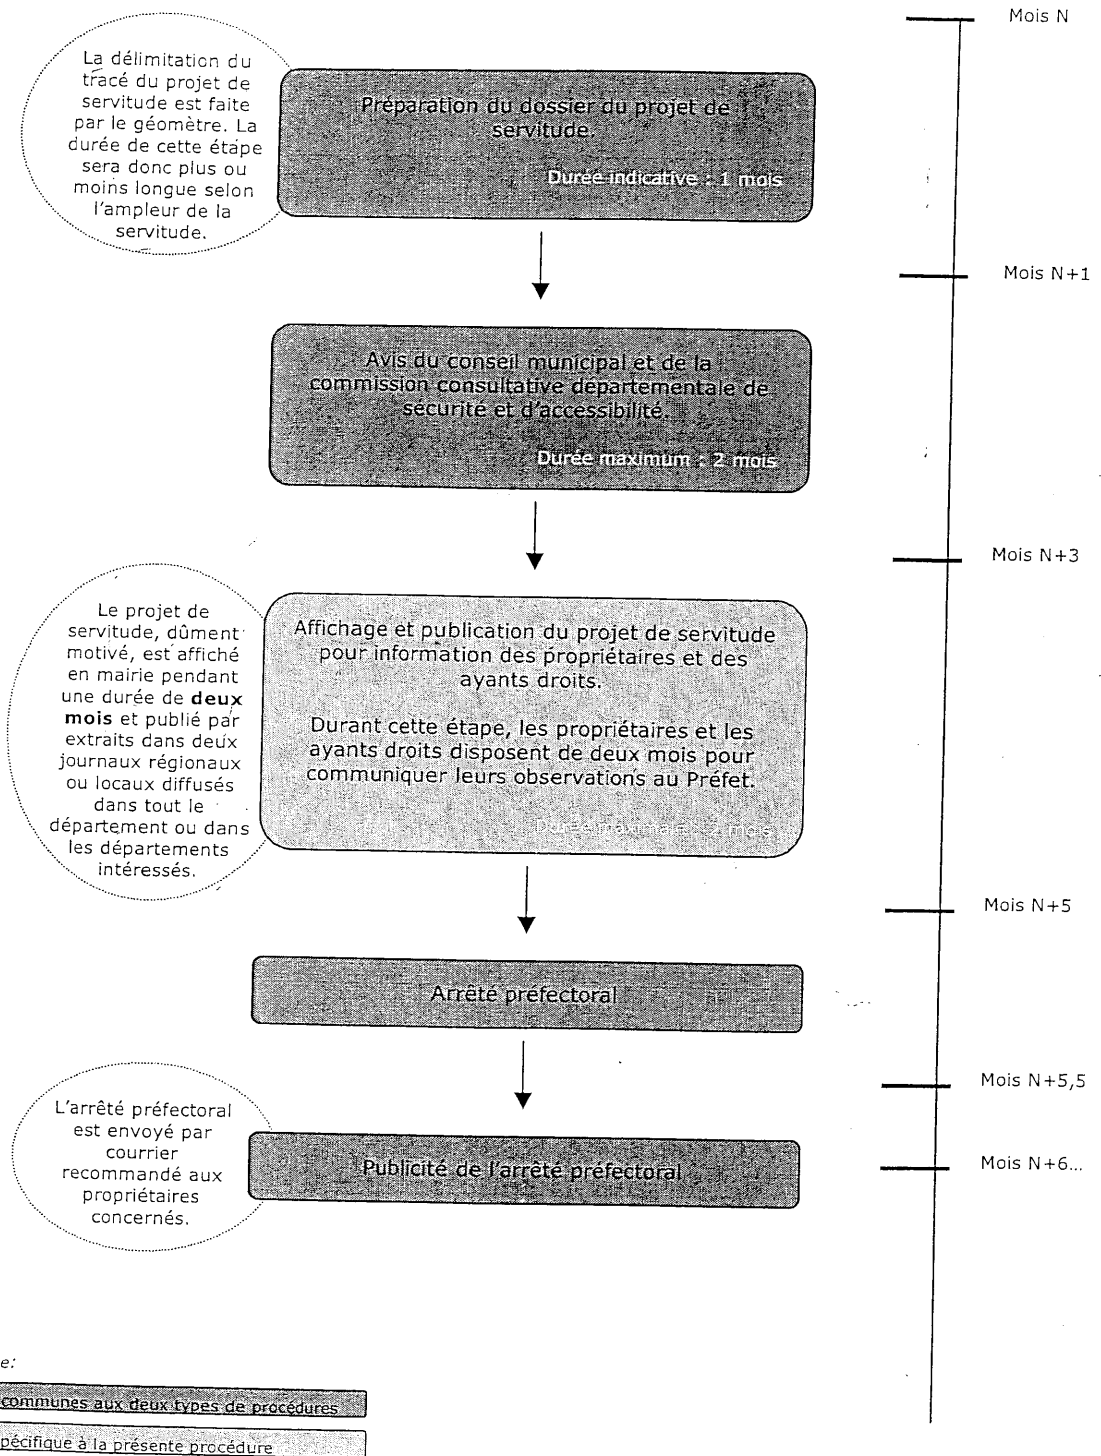 Mois N
La délimitation du
tracé du projet de
servitude est faite
par le géomètre. La
durée de cette étape
sera donc plus ou
moins longue selon
l'ampleur de la
servitude.
Préparation du dossier du projet de
servitude.
Durée indicative : 1 mois
Mois N+1
Avis du conseil municipal et de la
commission consultative départementale de
sécurité et d'accessibilité.
Durée maximum : 2 mois
Mois N+3
Le projet de
servitude, dûment
motivé, est affiché
en mairie pendant
une durée de deux
mois et publié par
extraits dans deux
journaux régionaux
ou locaux diffusés
dans tout le
département ou dans
les départements
intéressés.
Affichage et publication du projet de servitude
pour information des propriétaires et des
ayants droits.
Durant cette étape, les propriétaires et les
ayants droits disposent de deux mois pour
communiquer leurs observations au Préfet.
Durée maximale : 2 mois
Mois N+5
Arrêté préfectoral
Mois N+5,5
L'arrêté préfectoral
est envoyé par
courrier
recommandé aux
propriétaires
concernés.
Publicité de l'arrêté préfectoral
Mois N+6...
e:
communes aux deux types de procédures
pécifique à la présente procédure